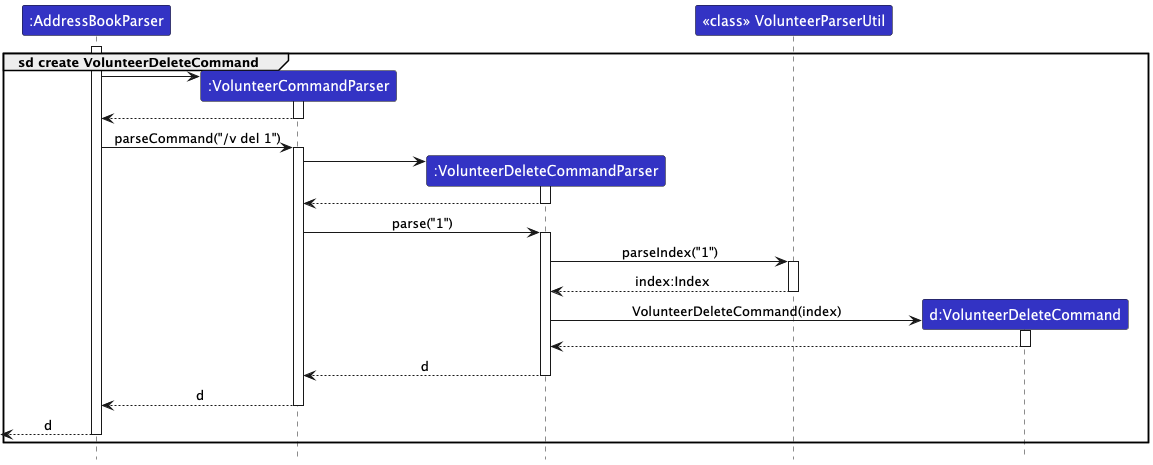 :AddressBookParser
«class» VolunteerParserUtil
sd create VolunteerDeleteCommand
:VolunteerCommandParser
parseCommand("/v del 1")
:VolunteerDeleteCommandParser
parse("1")
parseIndex("1")
index:Index
VolunteerDeleteCommand(index)
d:VolunteerDeleteCommand
d
d
d